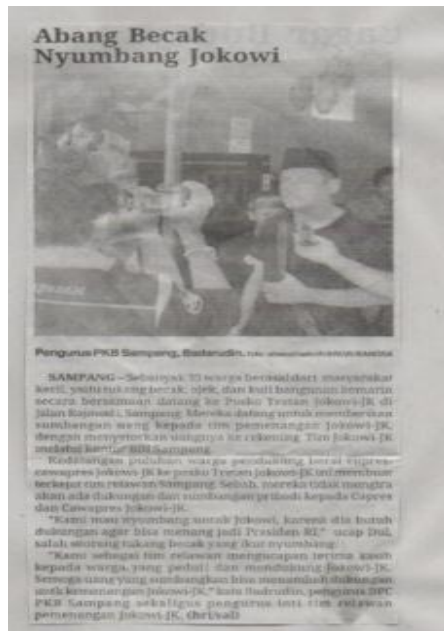 Abang Becak
Nyumbang Jokowi
Pengurus PKB Sampang, Badarudin.
SAMPANG – Sebanyak warga berasal dari masyarakat
kecil, yaitu tukang becak, ojek, dan kuli bangunan kemarin
secara bersamaan datang ke Posko Tretan Jokowi-JK di
Jalan Rajawali, Sampang. Mereka datang untuk memberikan
sumbangan uang kepada tim pemenangan Jokowi-JK,
dengan menyetorkan uangnya ke rekening Tim Jokowi-JK
melalui kantor BRI Sampang.
Kedatangan puluhan warga pendukung berat capres-
cawapres Jokowi-JK ke posko Tretan Jokowi-JK ini membuat
terkejut tim relawan Sampang. Sebab, mereka tidak mengira
akan ada dukungan dan sumbangan pribadi kepada Capres
dan Cawapres Jokowi-JK.
"Kami mau nyumbang untuk Jokowi, karena dia butuh
dukungan agar bisa menang jadi Presiden RI," ucap Dul,
salah seorang tukang becak yang ikut nyumbang.
"Kami sebagai tim relawan mengucapan terima kasih
kepada warga, yang peduli dan mendukung Jokowi-JK.
Semoga uang yang sumbangkan bisa menambah dukungan
untk kemenangan Jokowi-JK," kata Badrudin, pengurus DPC
PKB Sampang sekaligus pengurus inti tim relawan
pemenangan Jokowi-JK. (hri/sal)